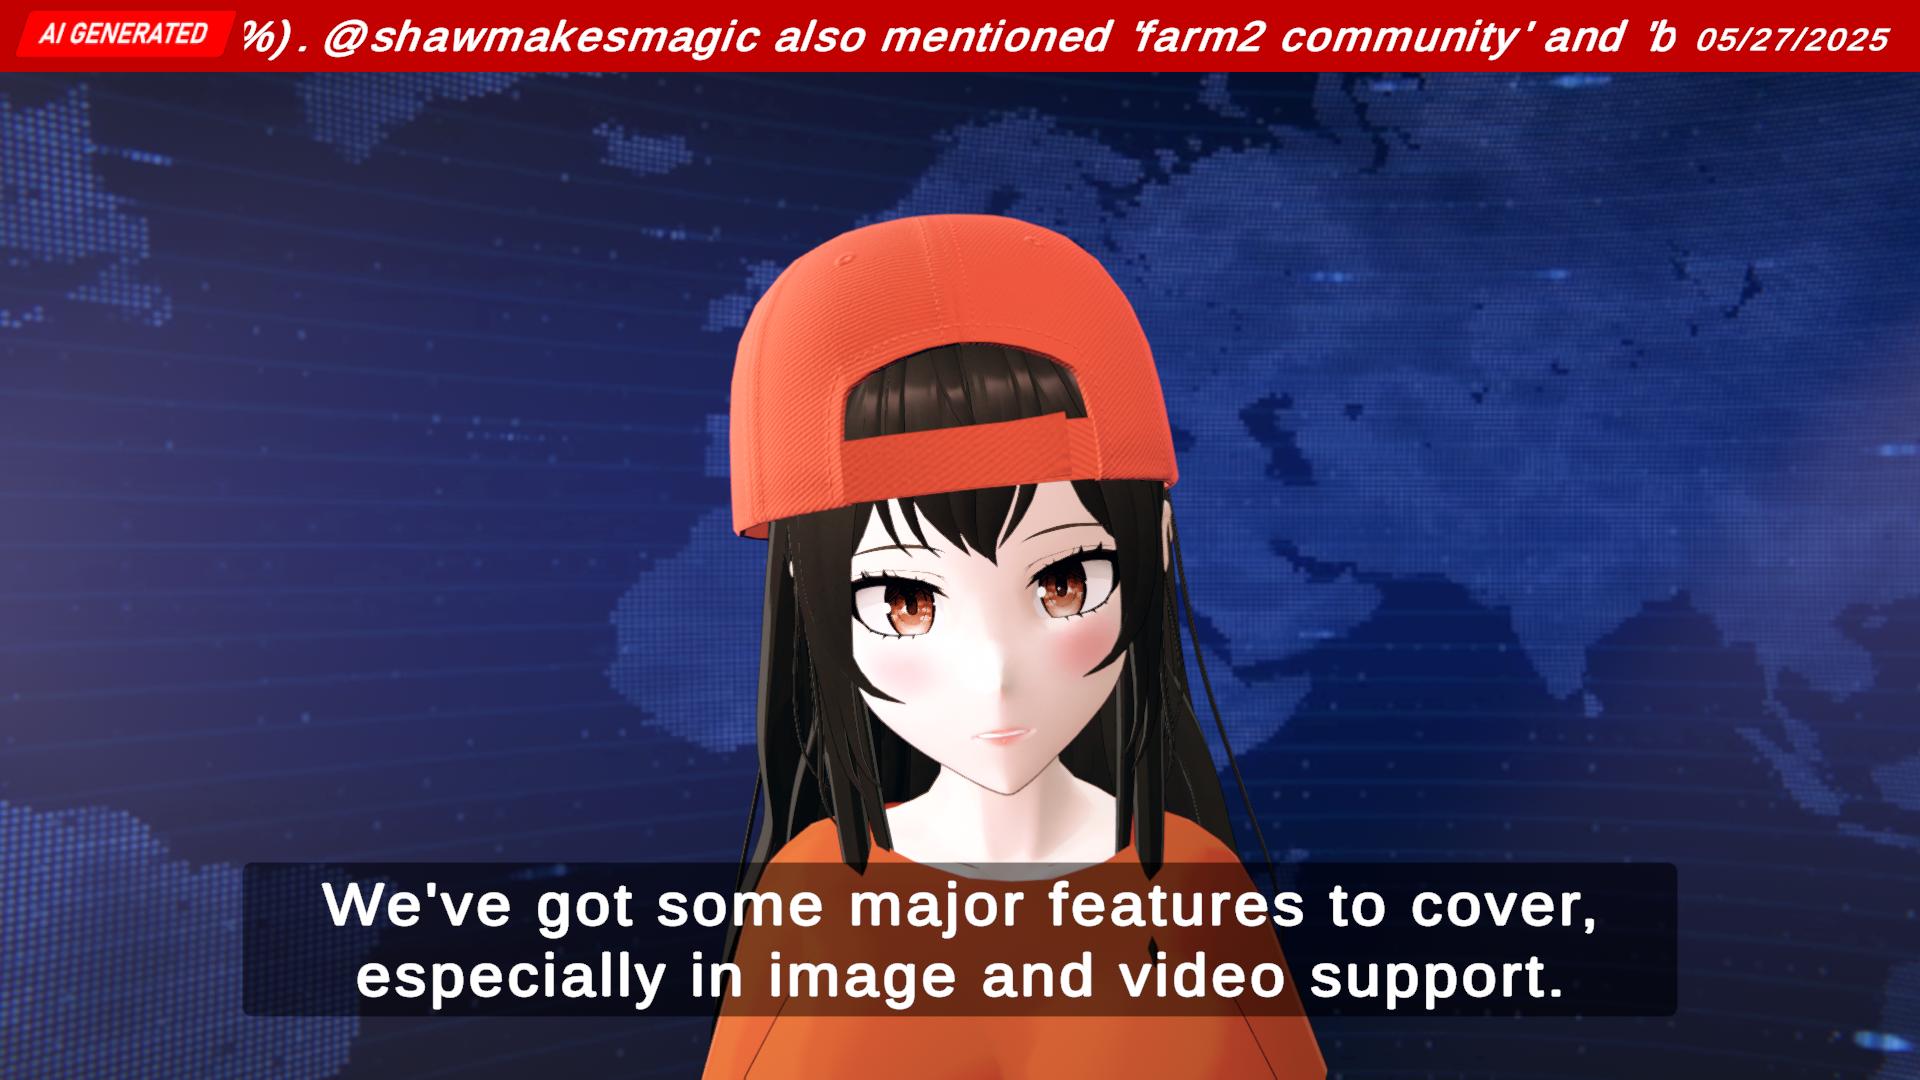 AI GENERATED
%). @shawmakesmagic also mentioned 'farm2 community' and 'b
05/27/2025
We've got some major features to cover,
especially in image and video support.